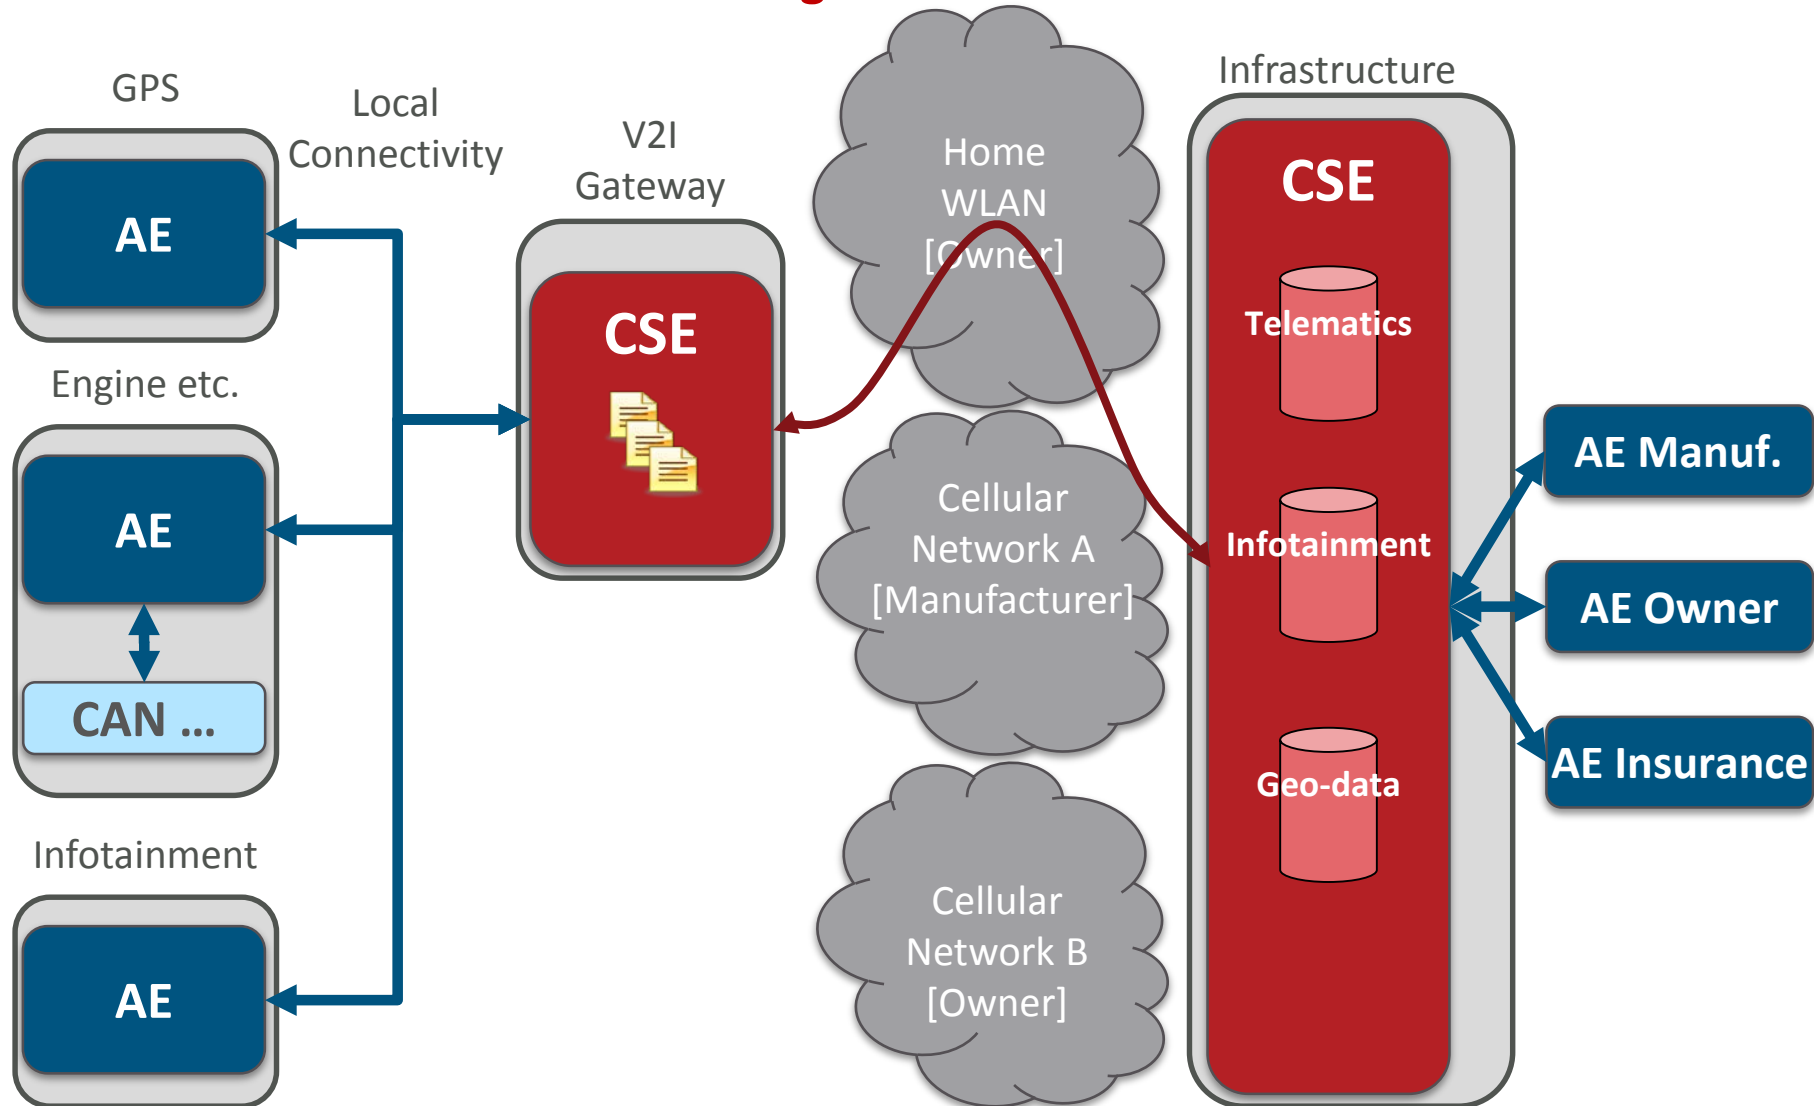 GPS
AE
Engine etc.
AE
CAN ...
Infotainment
AE
Local
Connectivity
V2I
Gateway
CSE
Home
WLAN
[Owner]
Cellular
Network A
[Manufacturer]
Cellular
Network B
[Owner]
Infrastructure
CSE
Telematics
Infotainment
Geo-data
AE Manuf.
AE Owner
AE Insurance